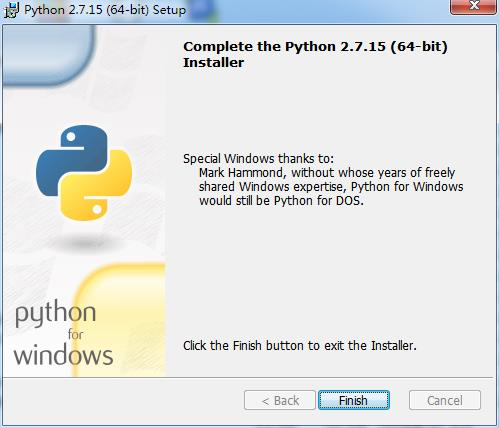 Python 2.7.15 (64-bit) Setup
Complete the Python 2.7.15 (64-bit)
Installer
Special Windows thanks to:
Mark Hammond, without whose years of freely
shared Windows expertise, Python for Windows
would still be Python for DOS.
python
for
windows
Click the Finish button to exit the Installer.
< Back
Finish
Cancel